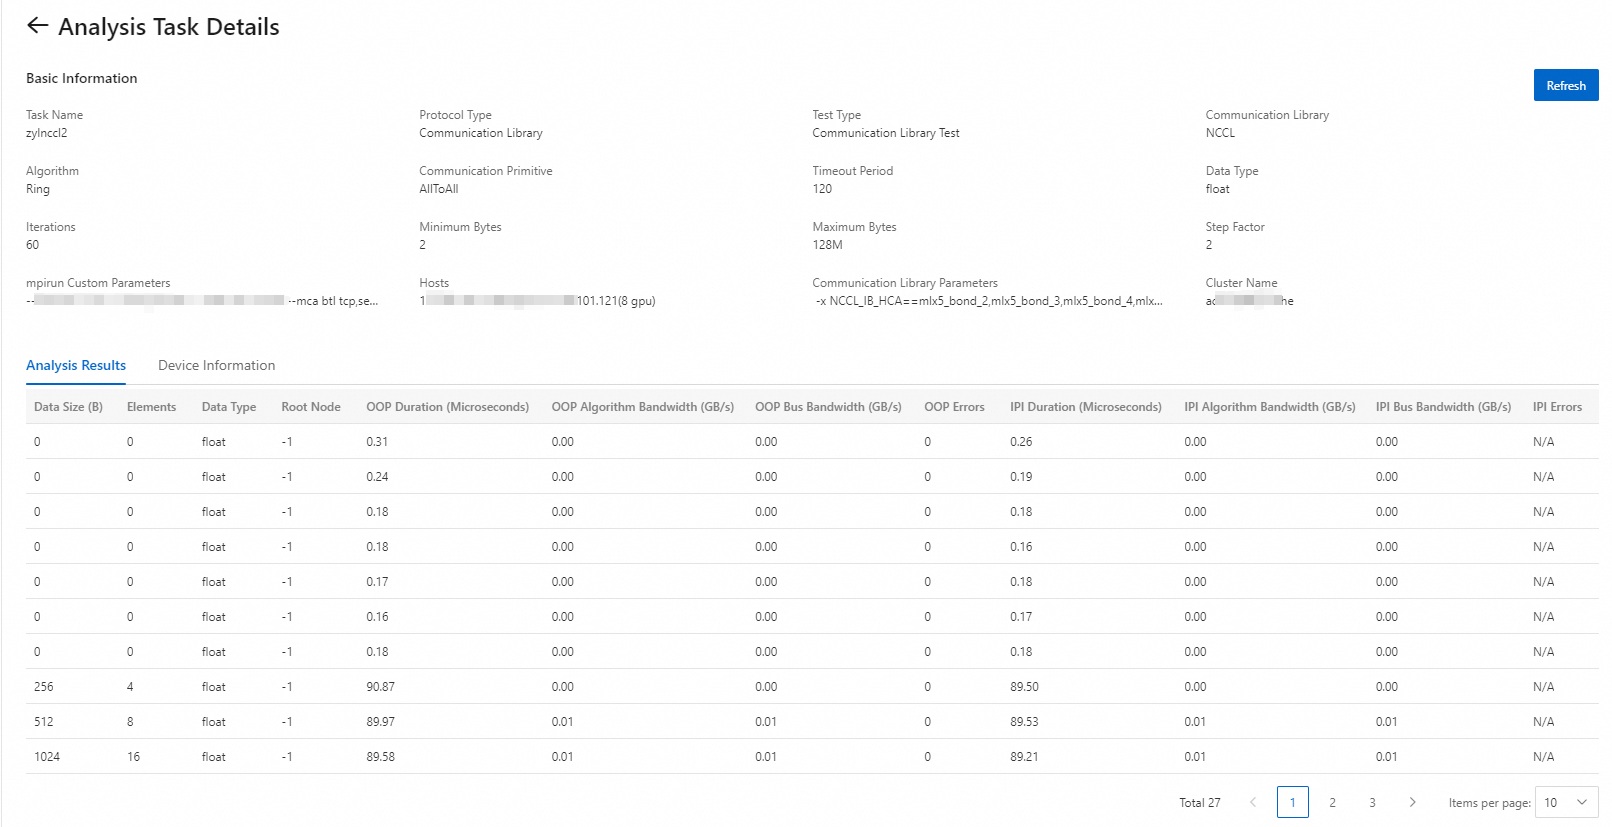 Analysis Task Details
Basic Information
Refresh
Task Name Protocol Type Test Type Communication Library
zylnccl2 Communication Library Communication Library Test NCCL
Algorithm Communication Primitive Timeout Period Data Type
Ring AllToAll 120 float
Iterations Minimum Bytes Maximum Bytes Step Factor
60 2 128M 2
mpirun Custom Parameters Hosts Communication Library Parameters Cluster Name
-- --mca btl tcp,se... 1 101.121(8 gpu) -x NCCL_IB_HCA==mlx5_bond_2,mlx5_bond_3,mlx5_bond_4,mlx... he
Analysis Results Device Information
Data Size (B) Elements Data Type Root Node OOP Duration (Microseconds) OOP Algorithm Bandwidth (GB/s) OOP Bus Bandwidth (GB/s) OOP Errors IPI Duration (Microseconds) IPI Algorithm Bandwidth (GB/s) IPI Bus Bandwidth (GB/s) IPI Errors
0 0 float -1 0.31 0.00 0.00 0 0.26 0.00 0.00 N/A
0 0 float -1 0.24 0.00 0.00 0 0.19 0.00 0.00 N/A
0 0 float -1 0.18 0.00 0.00 0 0.18 0.00 0.00 N/A
0 0 float -1 0.18 0.00 0.00 0 0.16 0.00 0.00 N/A
0 0 float -1 0.17 0.00 0.00 0 0.18 0.00 0.00 N/A
0 0 float -1 0.16 0.00 0.00 0 0.17 0.00 0.00 N/A
0 0 float -1 0.18 0.00 0.00 0 0.18 0.00 0.00 N/A
256 4 float -1 90.87 0.00 0.00 0 89.50 0.00 0.00 N/A
512 8 float -1 89.97 0.01 0.01 0 89.53 0.01 0.01 N/A
1024 16 float -1 89.58 0.01 0.01 0 89.21 0.01 0.01 N/A
Total 27 1 2 3 Items per page: 10